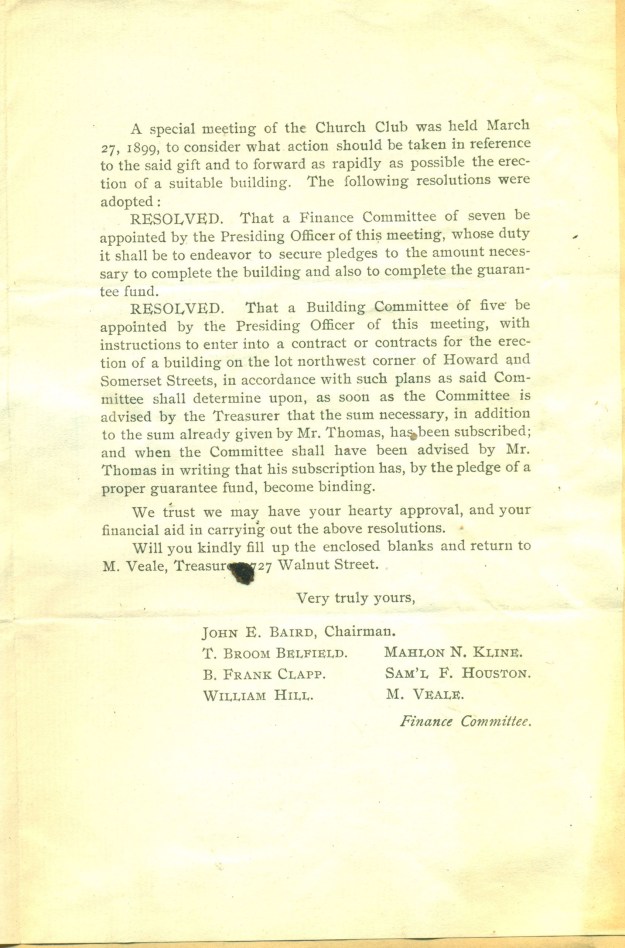 A special meeting of the Church Club was held March
27, 1899, to consider what action should be taken in reference
to the said gift and to forward as rapidly as possible the erec-
tion of a suitable building. The following resolutions were
adopted :
RESOLVED. That a Finance Committee of seven be
appointed by the Presiding Officer of this meeting, whose duty
it shall be to endeavor to secure pledges to the amount neces-
sary to complete the building and also to complete the guaran-
tee fund.
RESOLVED. That a Building Committee of five be
appointed by the Presiding Officer of this meeting, with
instructions to enter into a contract or contracts for the erec-
tion of a building on the lot northwest corner of Howard and
Somerset Streets, in accordance with such plans as said Com-
mittee shall determine upon, as soon as the Committee is
advised by the Treasurer that the sum necessary, in addition
to the sum already given by Mr. Thomas, has been subscribed;
and when the Committee shall have been advised by Mr.
Thomas in writing that his subscription has, by the pledge of a
proper guarantee fund, become binding.
We trust we may have your hearty approval, and your
financial aid in carrying out the above resolutions.
Will you kindly fill up the enclosed blanks and return to
M. Veale, Treasure 727 Walnut Street.
Very truly yours,
JOHN E. BAIRD, Chairman.
T. BROOM BELFIELD. MAHLON N. KLINE.
B. FRANK CLAPP. SAM'L F. HOUSTON.
WILLIAM HILL. M. VEALE.
Finance Committee.